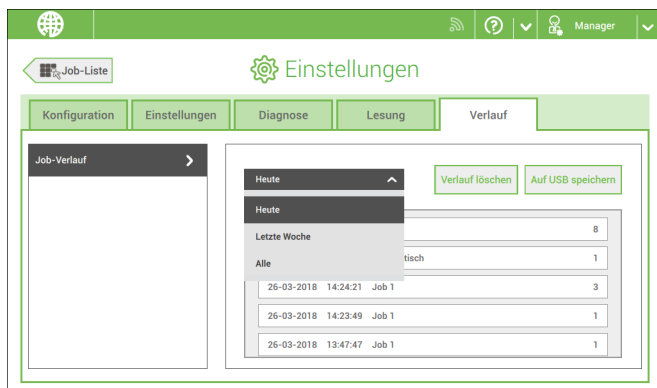 Manager
Job-Liste
Einstellungen
Konfiguration
Einstellungen
Diagnose
Lesung
Verlauf
Job-Verlauf
Heute
Verlauf löschen
Auf USB speichern
Heute
Letzte Woche
Alle
8
tisch 1
26-03-2018 14:24:21 Job 1 3
26-03-2018 14:23:49 Job 1 1
26-03-2018 13:47:47 Job 1 1